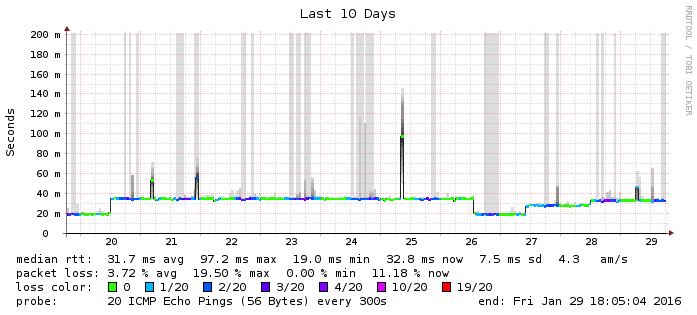 Last 10 Days
RRDTOOL / TOBI OETIKER
Seconds
200 m
180 m
160 m
140 m
120 m
100 m
80 m
60 m
40 m
20 m
0
20 21 22 23 24 25 26 27 28 29
median rtt: 31.7 ms avg 97.2 ms max 19.0 ms min 32.8 ms now 7.5 ms sd 4.3 am/s
packet loss: 3.72 % avg 19.50 % max 0.00 % min 11.18 % now
loss color: 0 1/20 2/20 3/20 4/20 10/20 19/20
probe: 20 ICMP Echo Pings (56 Bytes) every 300s end: Fri Jan 29 18:05:04 2016